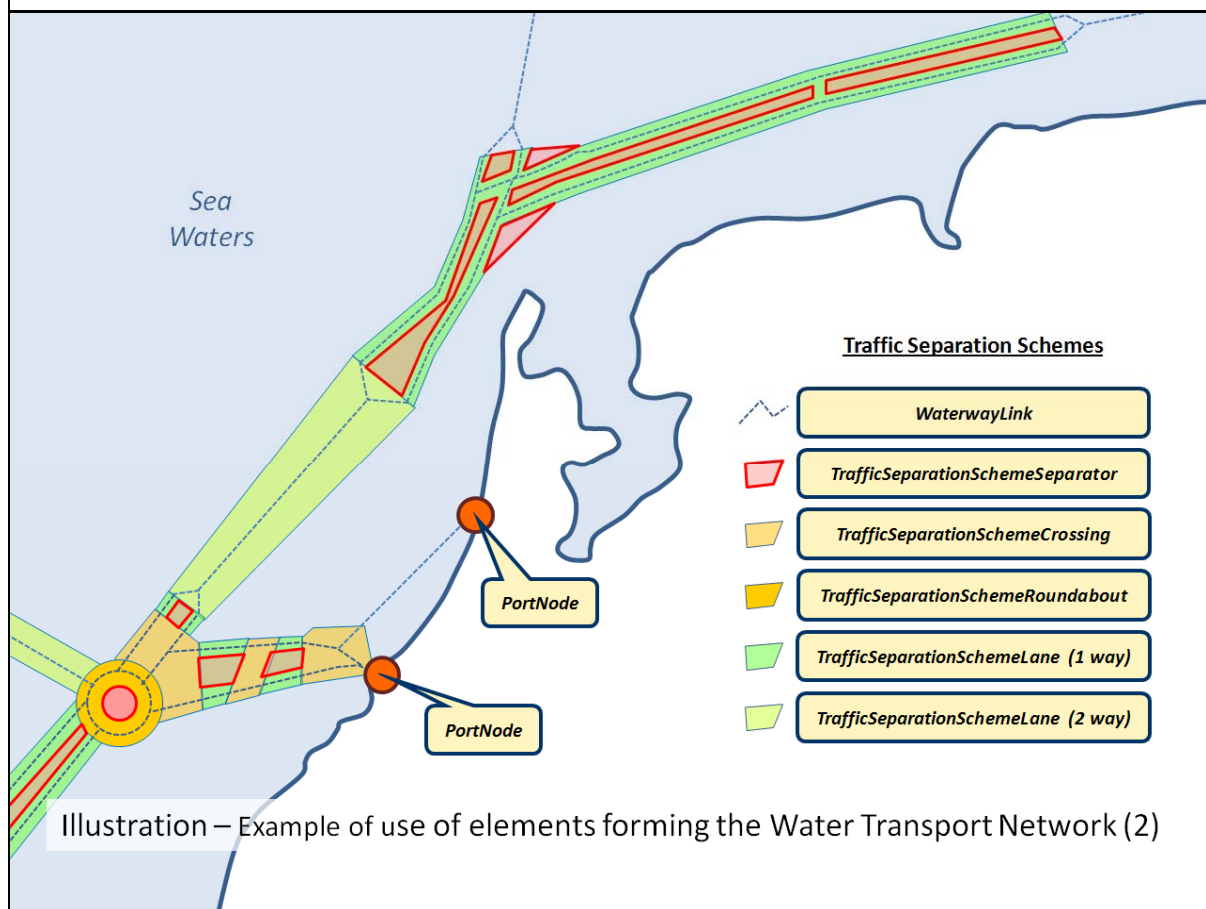 Sea
Waters
Traffic Separation Schemes
WaterwayLink
TrafficSeparationSchemeSeparator
TrafficSeparationSchemeCrossing
TrafficSeparationSchemeRoundabout
TrafficSeparationSchemeLane (1 way)
TrafficSeparationSchemeLane (2 way)
PortNode
PortNode
Illustration – Example of use of elements forming the Water Transport Network (2)